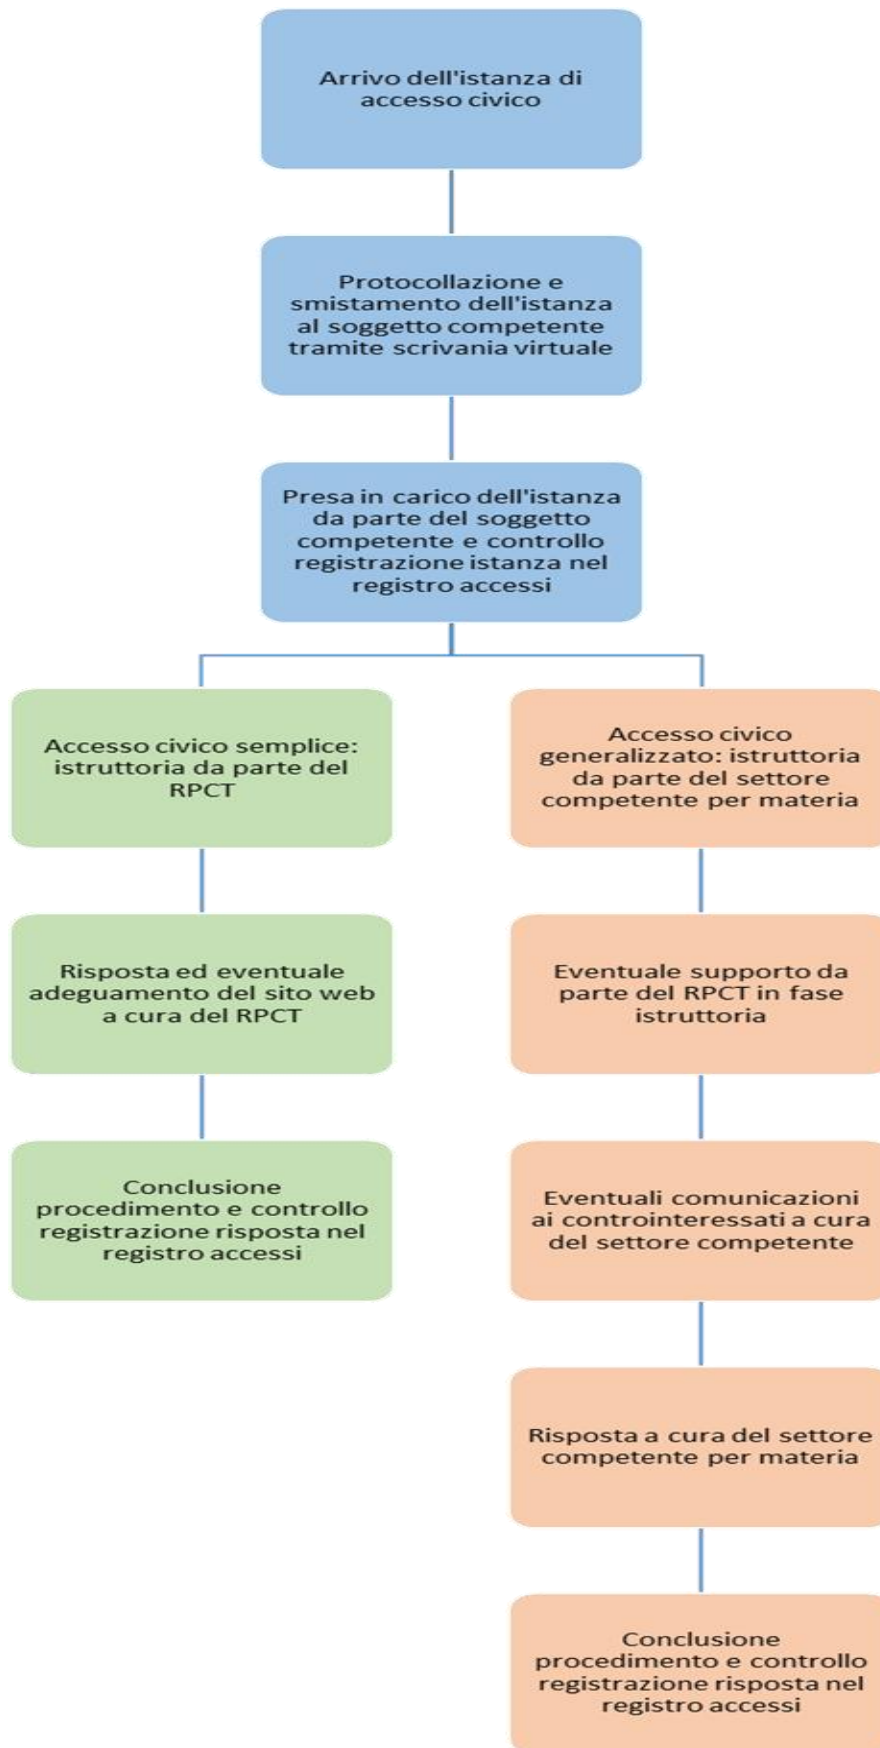 Arrivo dell'istanza di
accesso civico
Protocollazione e
smistamento dell'istanza
al soggetto competente
tramite scrivania virtuale
Presa in carico dell'istanza
da parte del soggetto
competente e controllo
registrazione istanza nel
registro accessi
Accesso civico semplice:
istruttoria da parte del
RPCT
Risposta ed eventuale
adeguamento del sito web
a cura del RPCT
Conclusione
procedimento e controllo
registrazione risposta nel
registro accessi
Accesso civico
generalizzato: istruttoria
da parte del settore
competente per materia
Eventuale supporto da
parte del RPCT in fase
istruttoria
Eventuali comunicazioni
ai controinteressati a cura
del settore competente
Risposta a cura del settore
competente per materia
Conclusione
procedimento e controllo
registrazione risposta nel
registro accessi